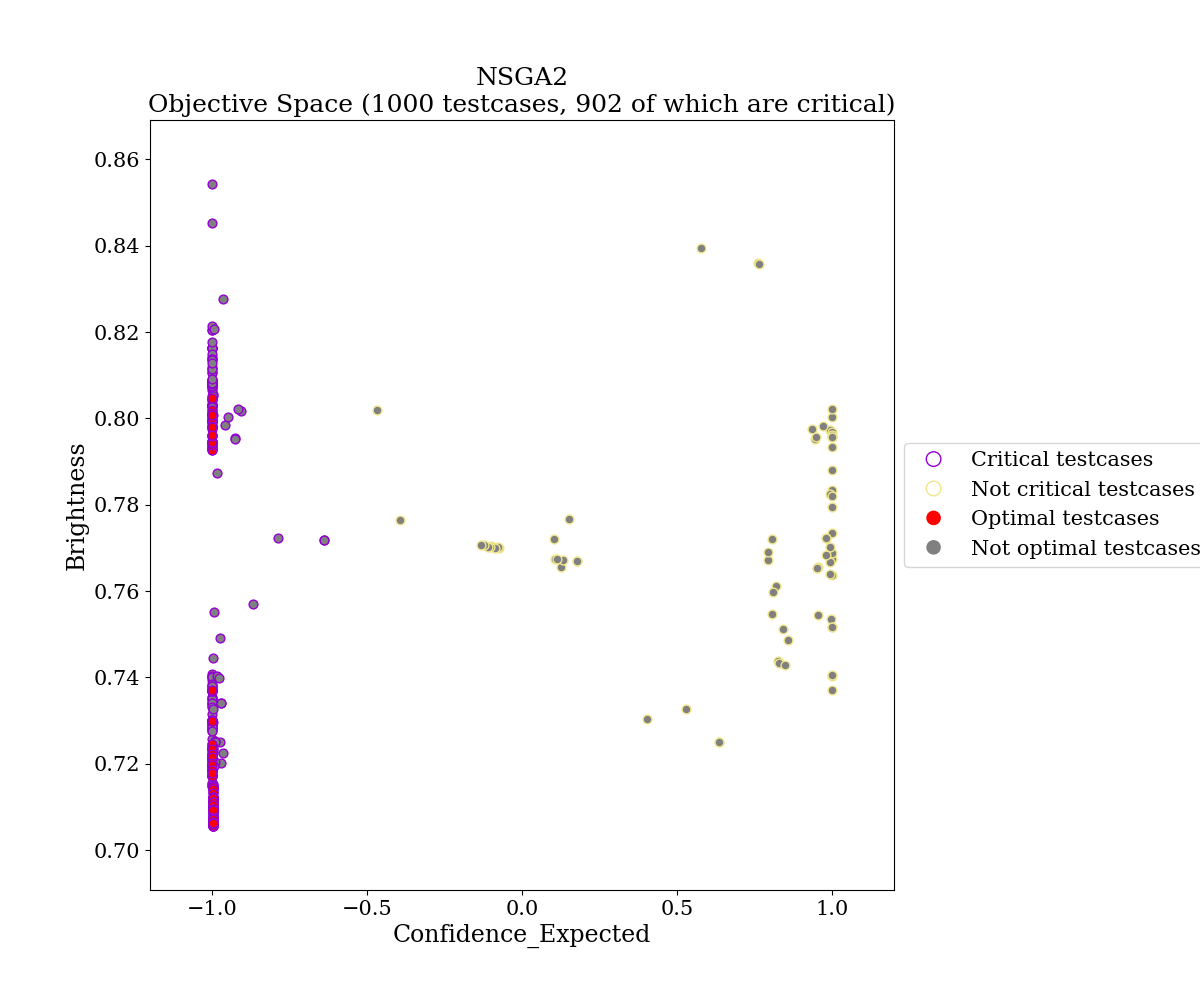 NSGA2
Objective Space (1000 testcases, 902 of which are critical)
0.86
0.84
0.82
0.80
0.78
0.76
0.74
0.72
0.70
Brightness
−1.0
−0.5
0.0
0.5
1.0
Confidence_Expected
Critical testcases
Not critical testcases
Optimal testcases
Not optimal testcases